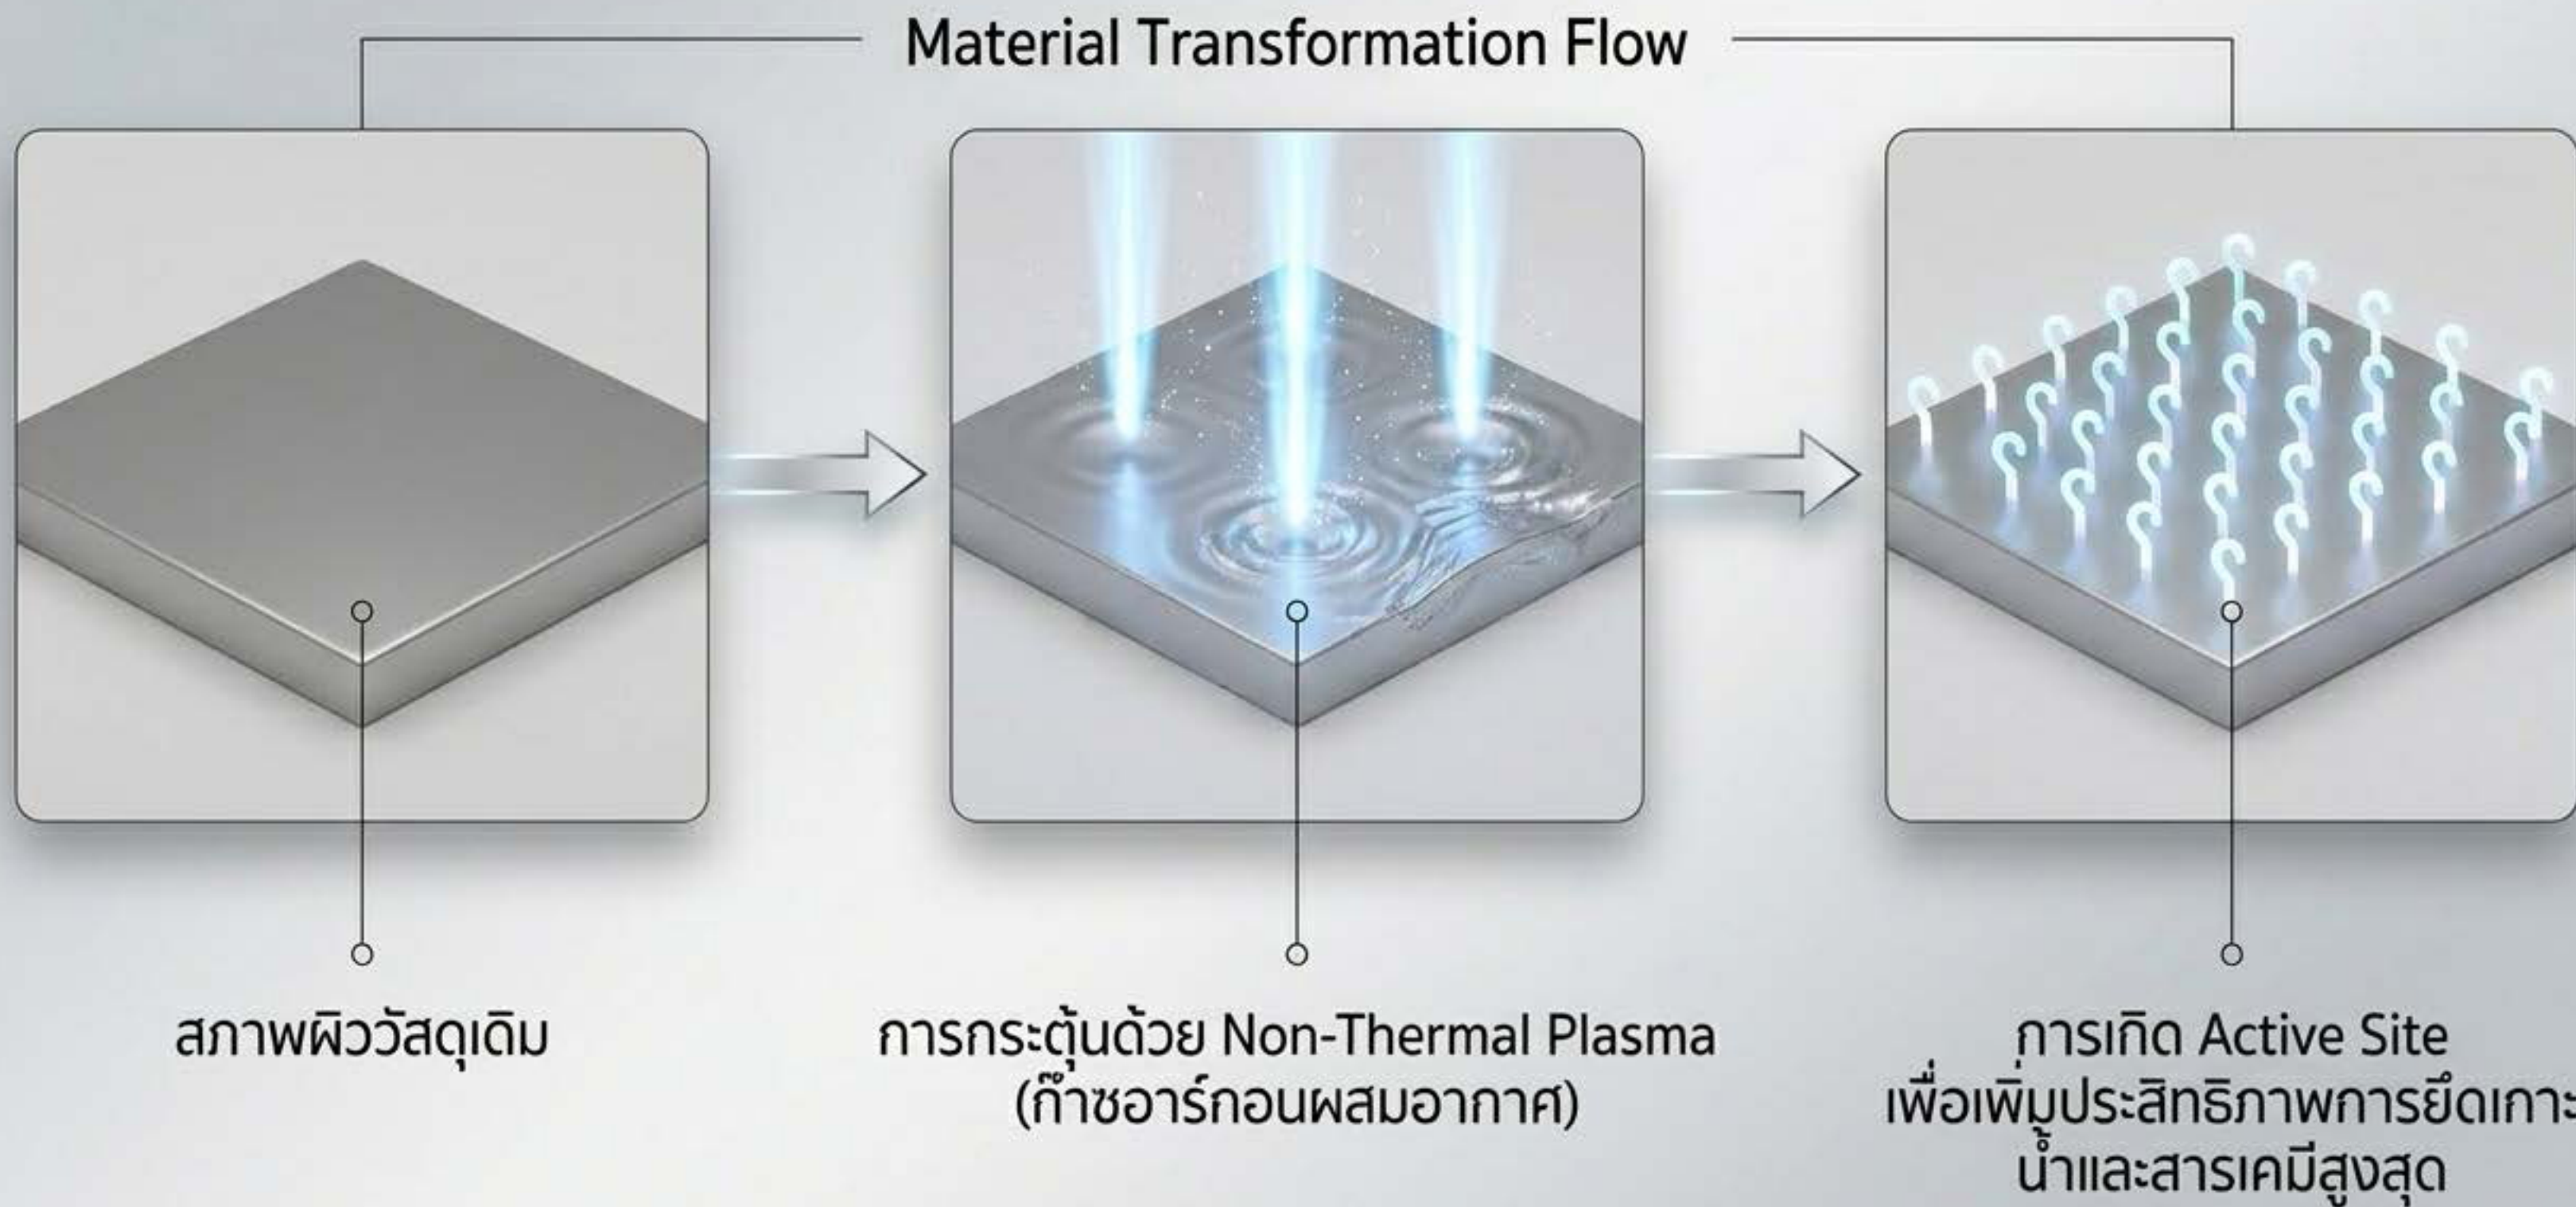 Material Transformation Flow
สภาพผิววัสดุเดิม
การกระตุ้นด้วย Non-Thermal Plasma
(ก๊าซอาร์กอนผสมอากาศ)
การเกิด Active Site
เพื่อเพิ่มประสิทธิภาพการยึดเกาะ
น้ำและสารเคมีสูงสุด